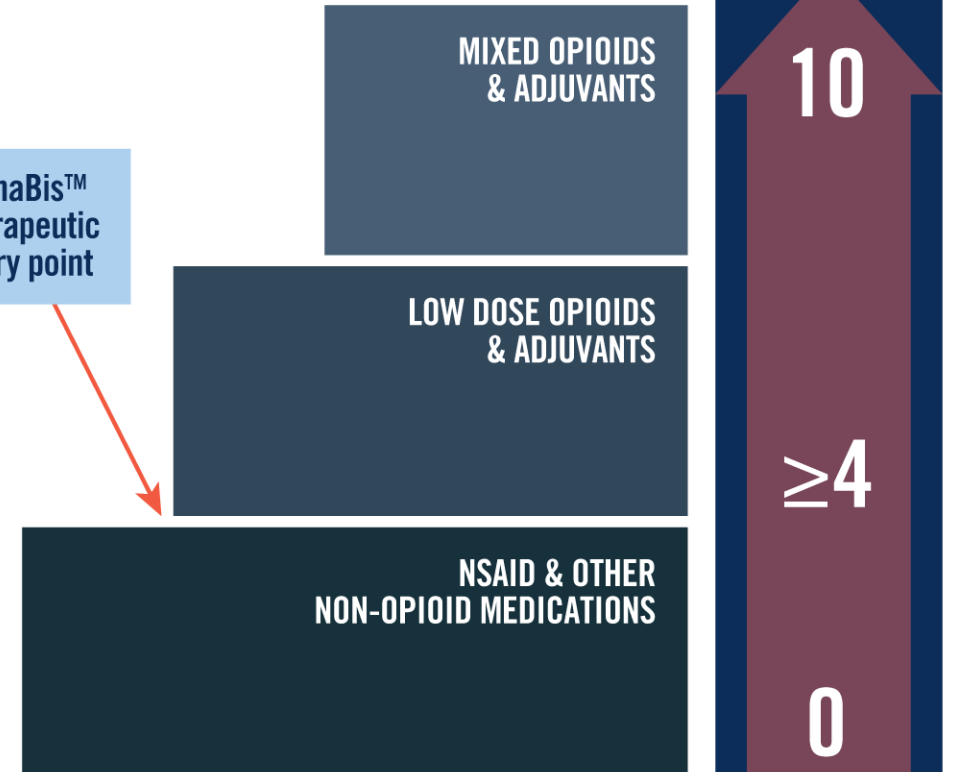 MIXED OPIOIDS
& ADJUVANTS
10
naBis™
rapeutic
ry point
LOW DOSE OPIOIDS
& ADJUVANTS
≥4
NSAID & OTHER
NON-OPIOID MEDICATIONS
0